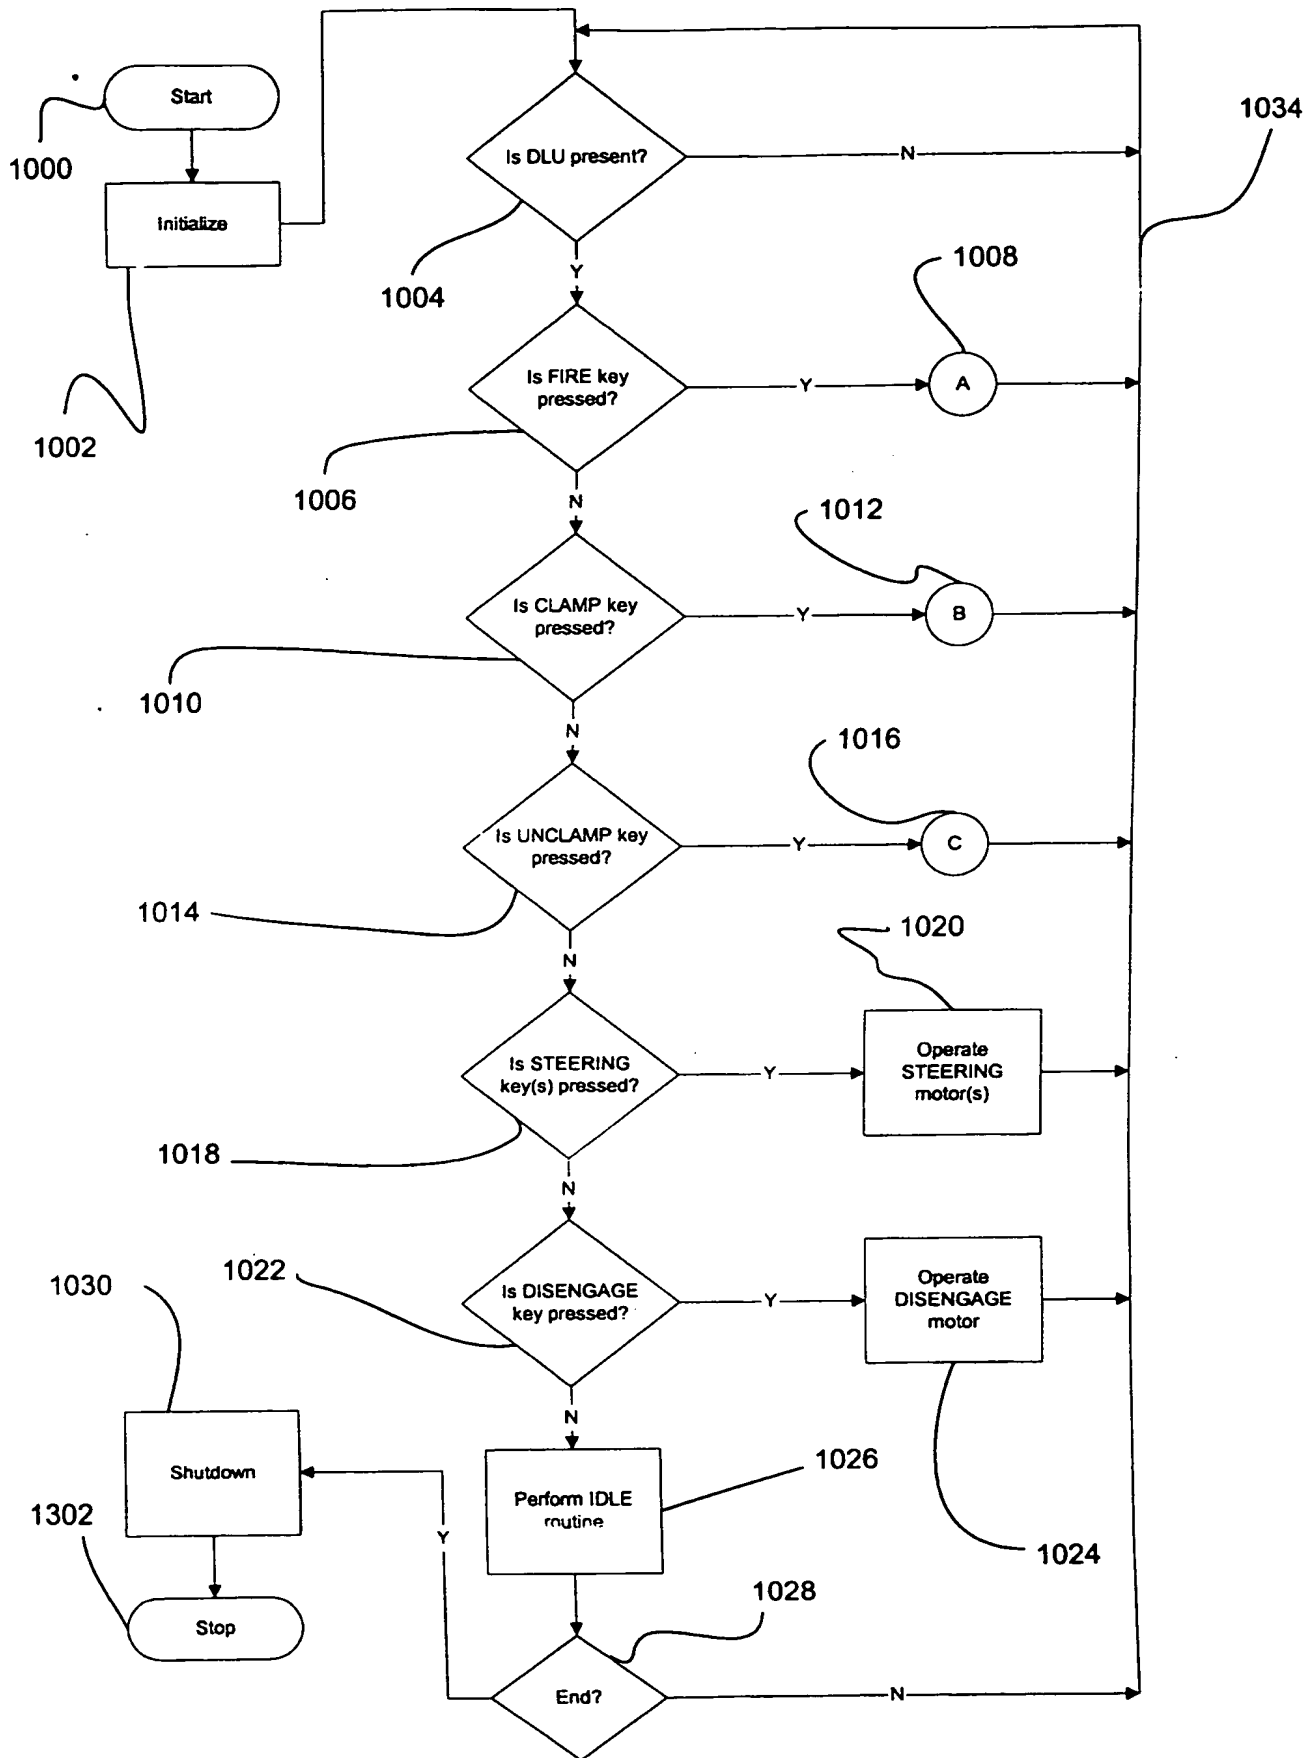 Start
1000
Initialize
1002
Is DLU present?
N
1004
Y
1034
Is FIRE key
pressed?
Y
1008
A
1006
N
Is CLAMP key
pressed?
Y
1012
B
1010
N
Is UNCLAMP key
pressed?
Y
1016
C
1014
N
Is STEERING
key(s) pressed?
Y
1020
Operate
STEERING
motor(s)
1018
N
Is DISENGAGE
key pressed?
1022
Y
Operate
DISENGAGE
motor
1024
N
Perform IDLE
routine
1026
1030
Shutdown
Y
1302
Stop
1028
End?
N